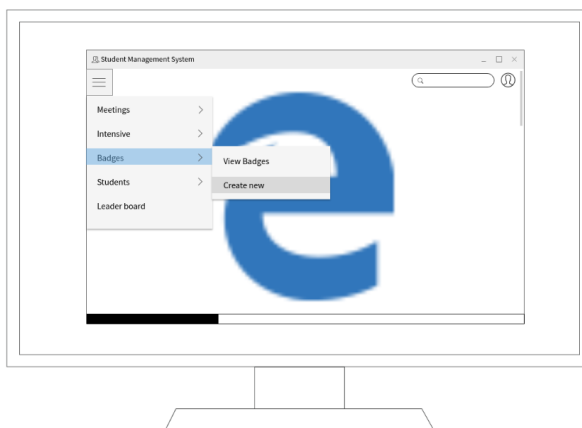 Student Management System
Meetings
Intensive
Badges
View Badges
Students
Create new
Leader board